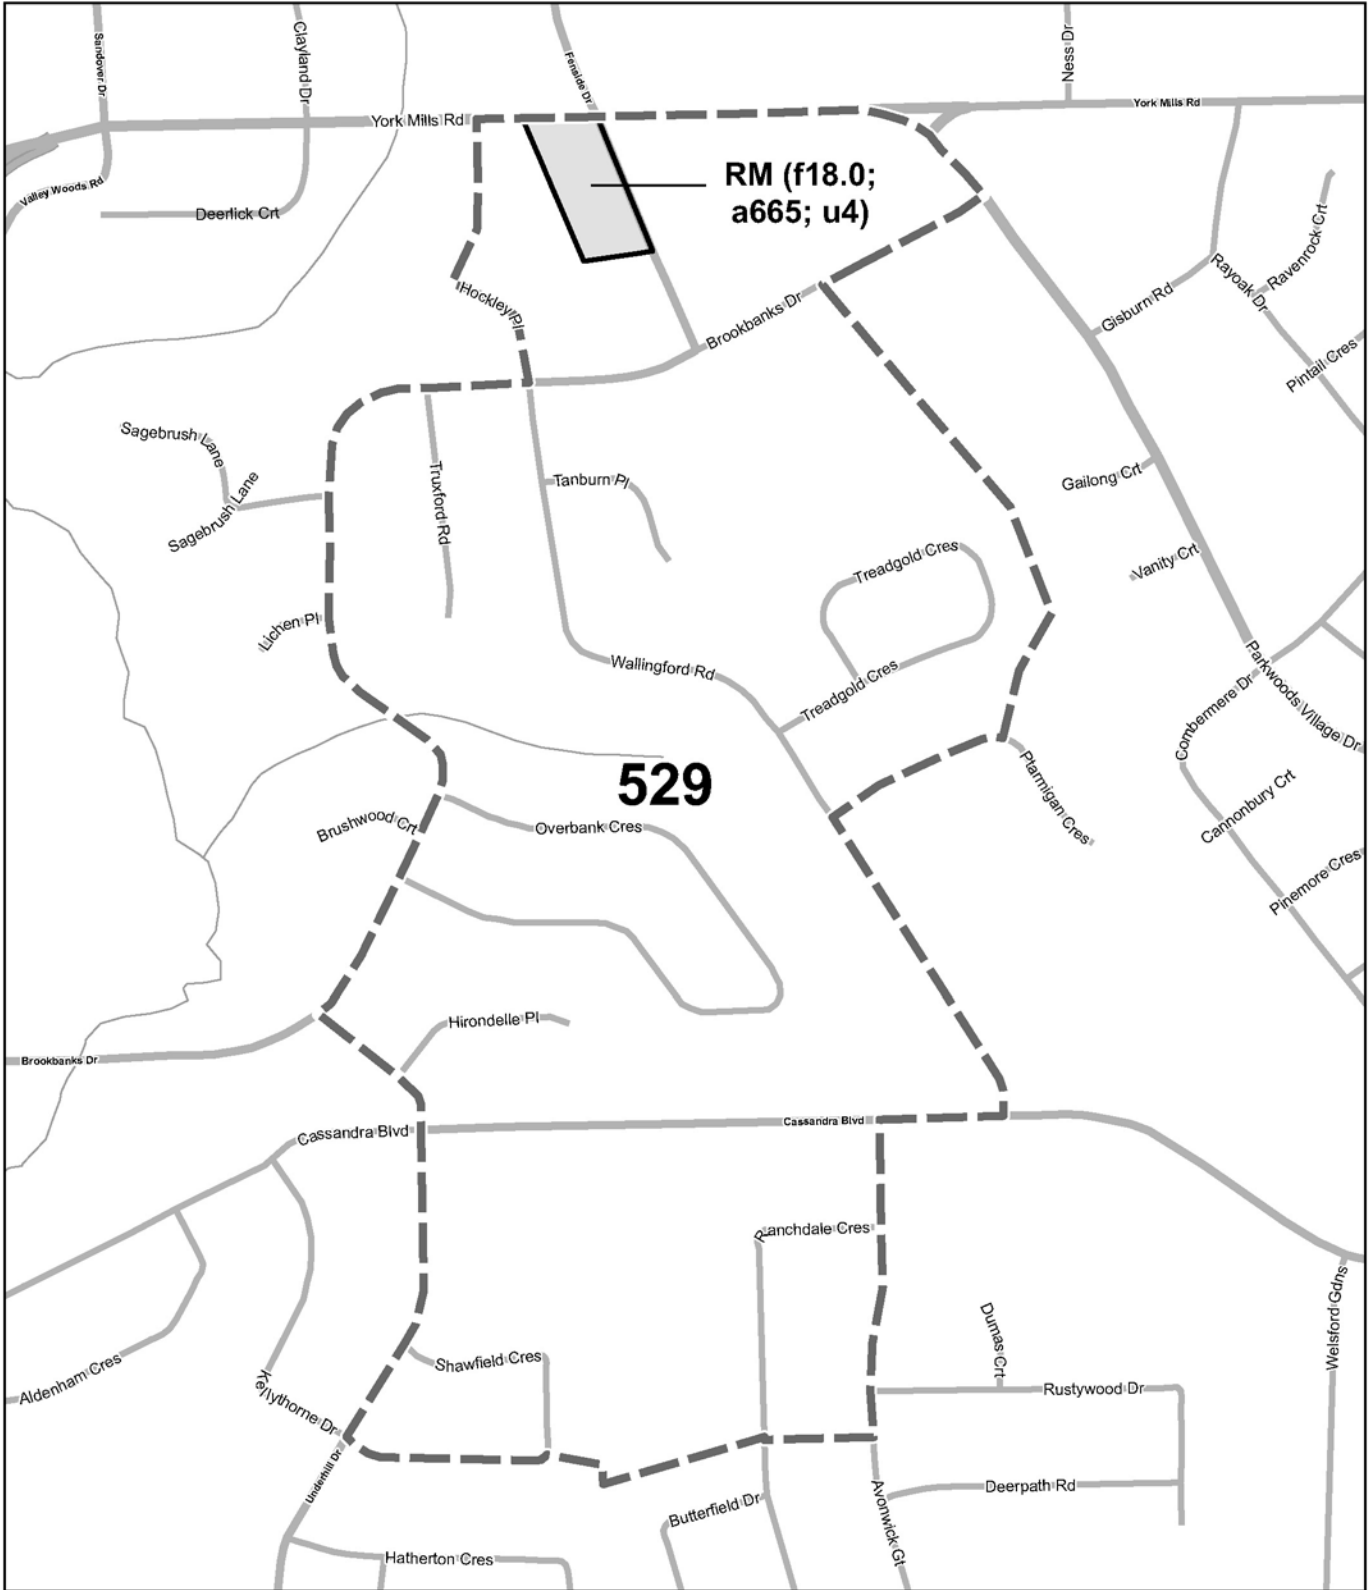 Sandover Dr
Clayland Dr
Fenside Dr
Ness Dr
York Mills Rd
York Mills Rd
Valley Woods Rd
Deerlick Crt
RM (f18.0;
a665; u4)
Ravenrock Crt
Rayoak Dr
Gisburn Rd
Hockley Pl
Brookbanks Dr
Pintail Cres
Sagebrush Lane
Sagebrush Lane
Truxford Rd
Tanburn Pl
Gailong Crt
Treadgold Cres
Vanity Crt
Lichen Pl
Wallingford Rd
Treadgold Cres
Parkwoods Village Dr
Combermere Dr
529
Ptarmigan Cres
Brushwood Crt
Overbank Cres
Cannonbury Crt
Pinemore Cres
Hirondelle Pl
Brookbanks Dr
Cassandra Blvd
Cassandra Blvd
Ranchdale Cres
Welsford Gdns
Dumas Crt
Shawfield Cres
Aldenham Cres
Kellythorne Dr
Rustywood Dr
Underhill Dr
Deerpath Rd
Butterfield Dr
Avonwick Gt
Hatherton Cres